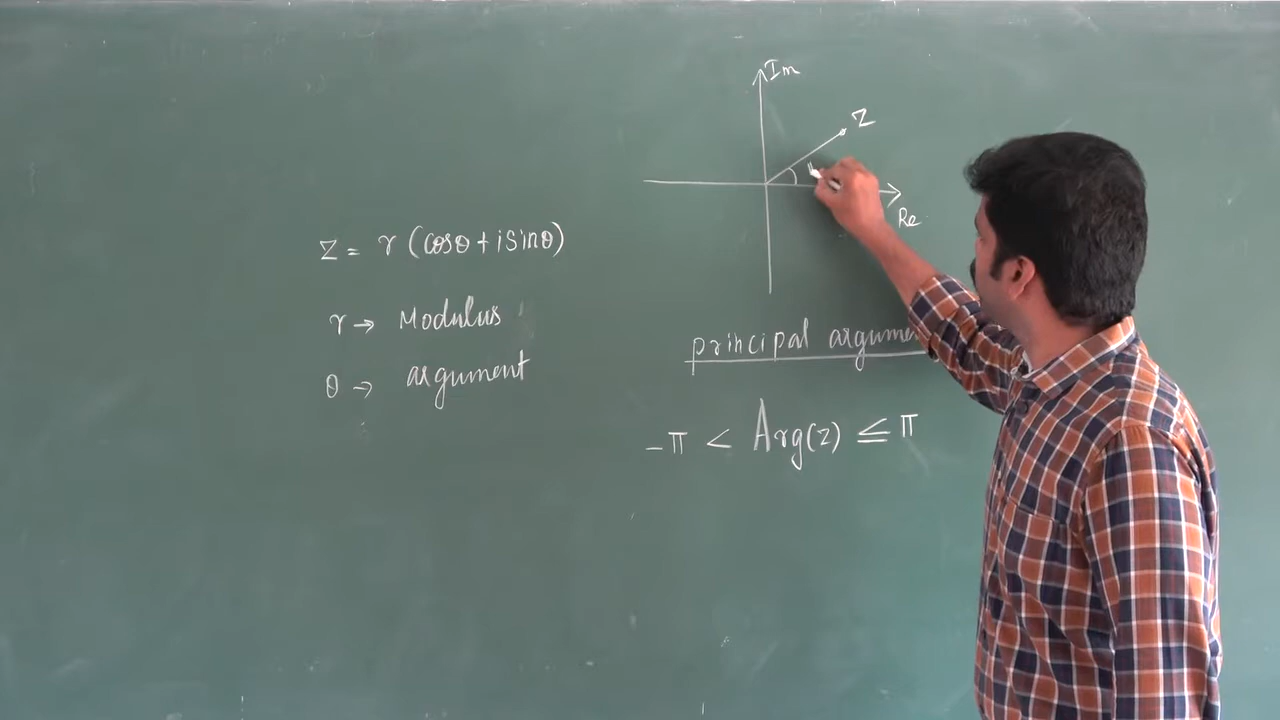 Im
Z
Re
Z = r (cosθ + i sinθ)
r → Modulus
θ → argument
principal argume
-π < Arg(z) ≤ π